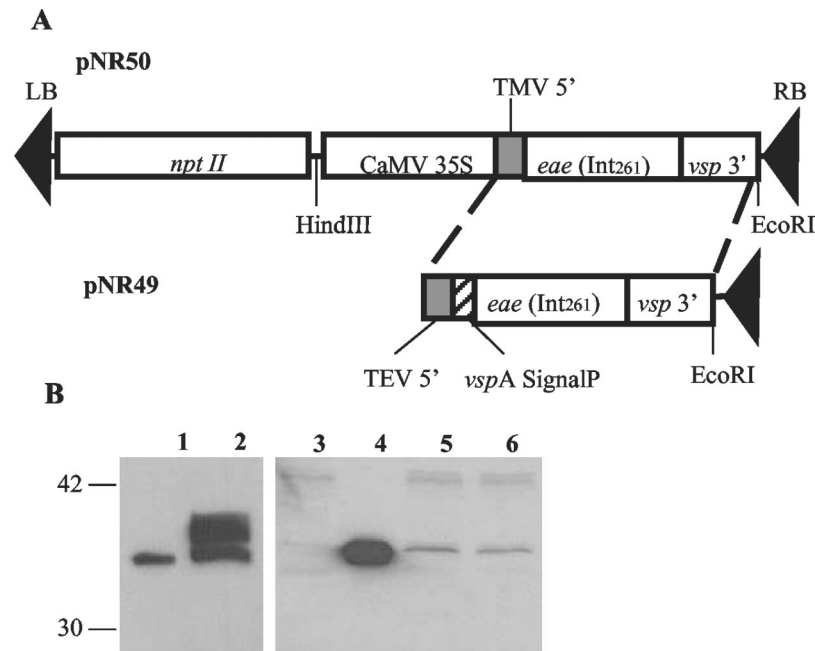 A
pNR50
LB
TMV 5’
RB
npt II
CaMV 35S
eae (Int261)
vsp 3’
HindIII
EcoRI
pNR49
eae (Int261)
vsp 3’
TEV 5’
vspA SignalP
EcoRI
B
1 2 3 4 5 6
42
30